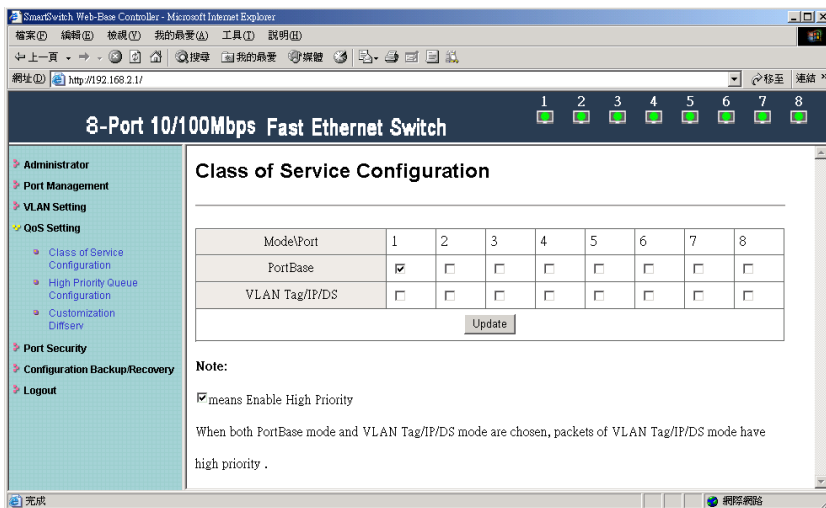 SmartSwitch Web-Base Controller - Microsoft Internet Explorer
檔案(F) 編輯(E) 檢視(V) 我的最愛(A) 工具(T) 說明(H)
上一頁 搜尋 我的最愛 媒體
網址(D) http://192.168.2.1/ 移至 連結 »
8-Port 10/100Mbps Fast Ethernet Switch
1 2 3 4 5 6 7 8
Administrator
Port Management
VLAN Setting
QoS Setting
Class of Service
Configuration
High Priority Queue
Configuration
Customization
Diffserv
Port Security
Configuration Backup/Recovery
Logout
Class of Service Configuration
Mode\Port 1 2 3 4 5 6 7 8
PortBase
VLAN Tag/IP/DS
Update
Note:
means Enable High Priority
When both PortBase mode and VLAN Tag/IP/DS mode are chosen, packets of VLAN Tag/IP/DS mode have
high priority .
完成 網際網路